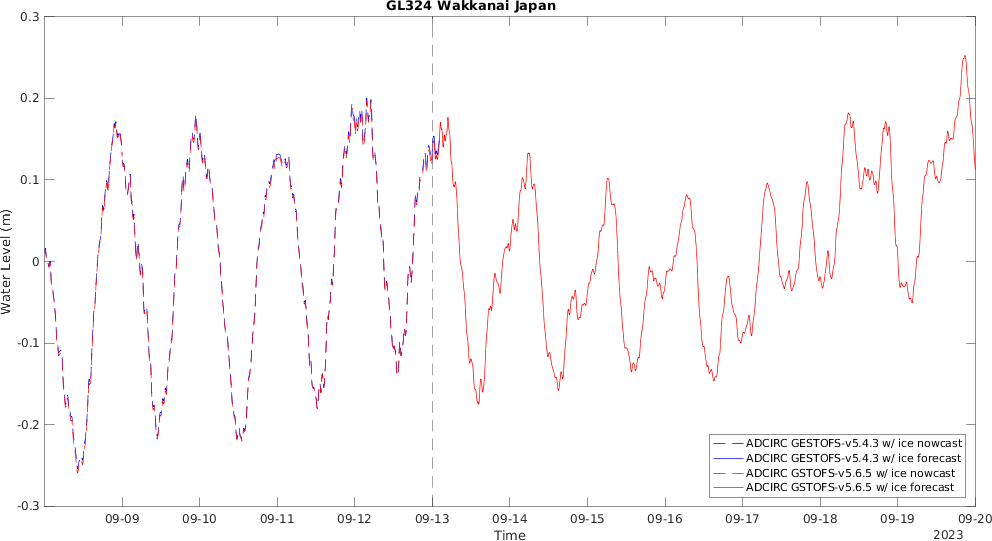 GL324 Wakkanai Japan
0.3
0.2
0.1
0
-0.1
-0.2
-0.3
Water Level (m)
09-09 09-10 09-11 09-12 09-13 09-14 09-15 09-16 09-17 09-18 09-19 09-20
Time
2023
ADCIRC GESTOFS-v5.4.3 w/ ice nowcast
ADCIRC GESTOFS-v5.4.3 w/ ice forecast
ADCIRC GSTOFS-v5.6.5 w/ ice nowcast
ADCIRC GSTOFS-v5.6.5 w/ ice forecast